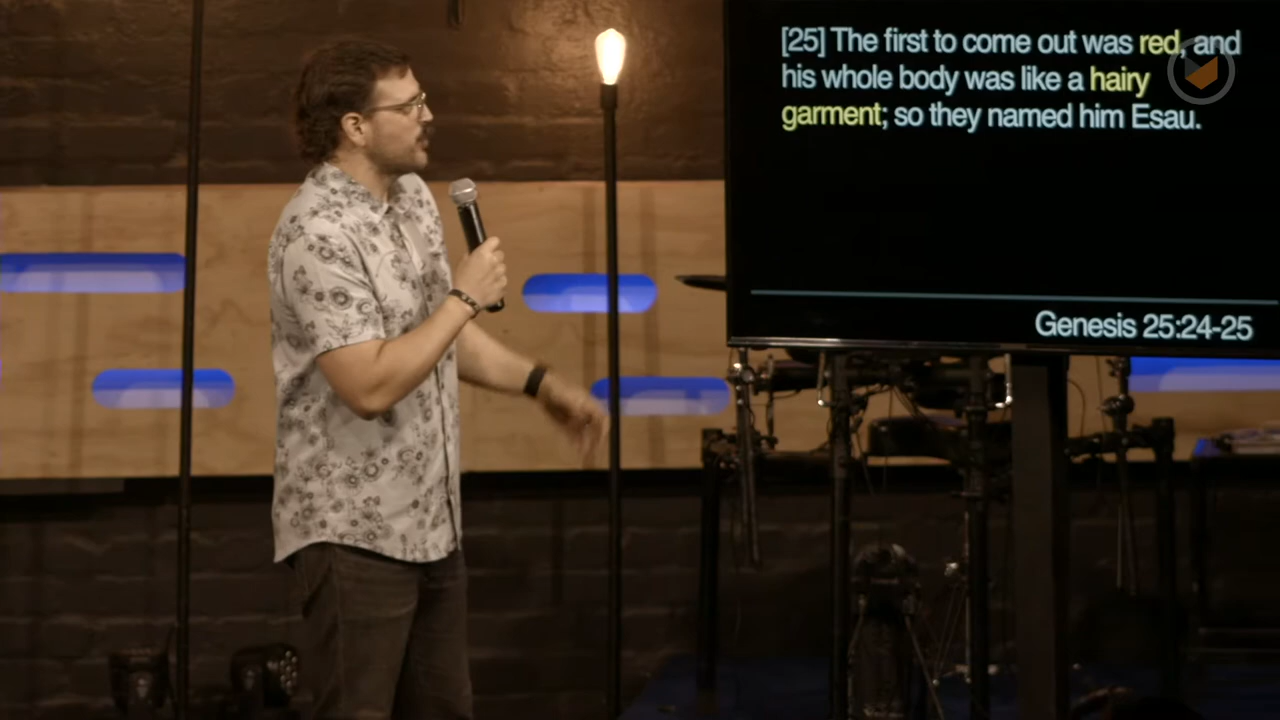 [25] The first to come out was red, and
his whole body was like a hairy
garment; so they named him Esau.
Genesis 25:24-25